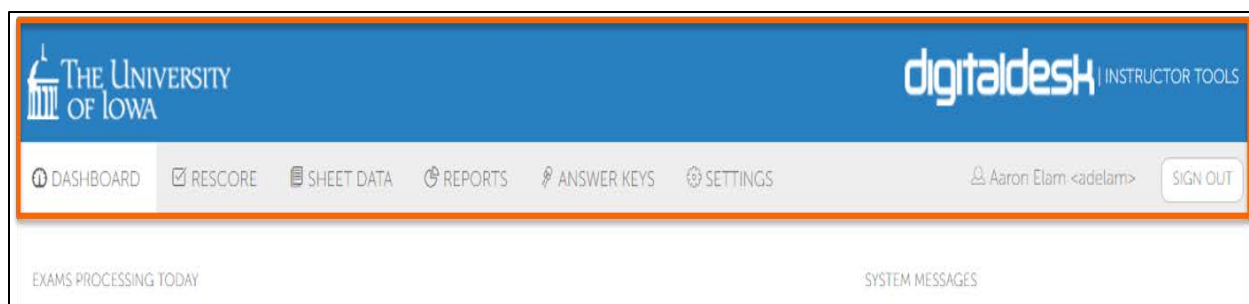 THE UNIVERSITY
OF IOWA
digitaldesk | INSTRUCTOR TOOLS
DASHBOARD RESCORE SHEET DATA REPORTS ANSWER KEYS SETTINGS Aaron Elam <adelam> SIGN OUT
EXAMS PROCESSING TODAY SYSTEM MESSAGES